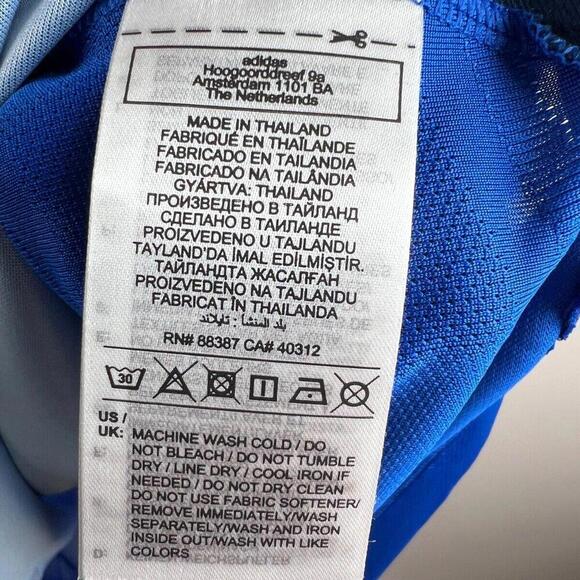 adidas
Hoogoorddreef 9a
Amsterdam 1101 BA
The Netherlands
MADE IN THAILAND
FABRIQUÉ EN THAÏLANDE
FABRICADO EN TAILANDIA
FABRICADO NA TAILÂNDIA
GYÁRTVA: THAILAND
ПРОИЗВЕДЕНО В ТАЙЛАНД
СДЕЛАНО В ТАИЛАНДЕ
PROIZVEDENO U TAJLANDU
TAYLAND'DA İMAL EDİLMİŞTİR.
ТАЙЛАНДТА ЖАСАЛҒАН
PROIZVEDENO NA TAJLANDU
FABRICAT ÎN THAILANDA
بلد المنشأ : تايلاند
RN# 88387 CA# 40312
30
US /
UK: MACHINE WASH COLD / DO
NOT BLEACH / DO NOT TUMBLE
DRY / LINE DRY / COOL IRON IF
NEEDED / DO NOT DRY CLEAN
DO NOT USE FABRIC SOFTENER/
REMOVE IMMEDIATELY/WASH
SEPARATELY/WASH AND IRON
INSIDE OUT/WASH WITH LIKE
COLORS